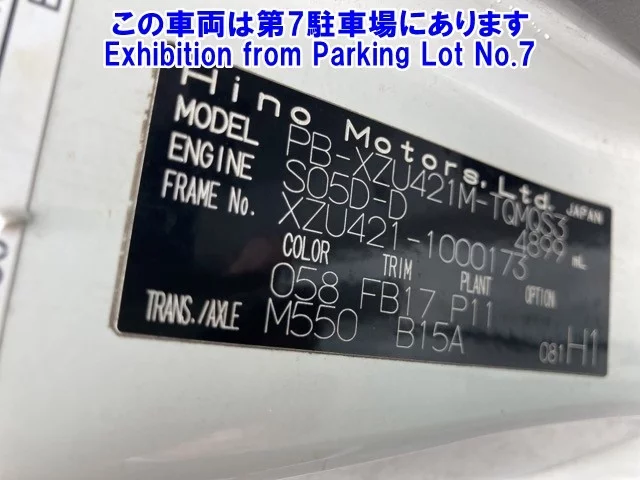 この車両は第7駐車場にあります
Exhibition from Parking Lot No.7
Hino Motors, Ltd. JAPAN
MODEL PB-XZU421M-TQMQS3
ENGINE S05D-D 4899 mL
FRAME No. XZU421-1000173
COLOR TRIM PLANT OPTION
058 FB17 P11
TRANS./AXLE M550 B15A 081 H1